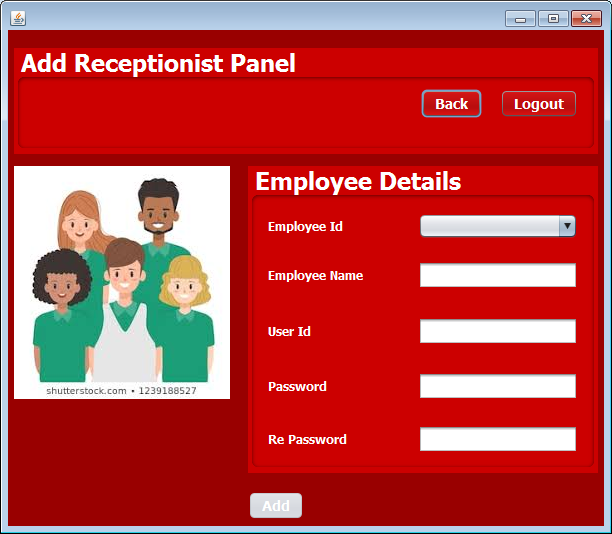 Add Receptionist Panel
Back Logout
Employee Details
Employee Id
Employee Name
User Id
Password
Re Password
shutterstock.com • 1239188527
Add